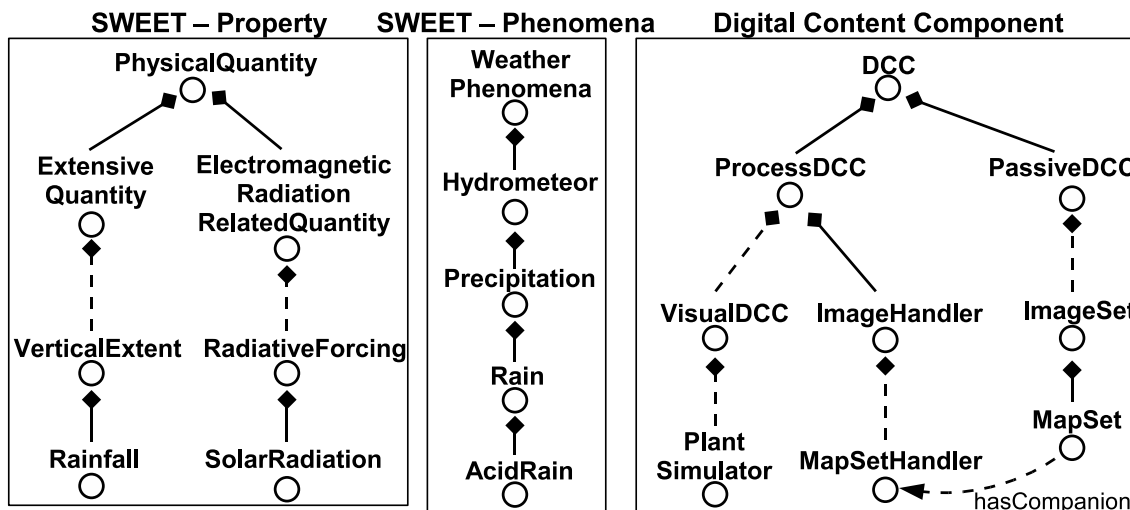 SWEET – Property
PhysicalQuantity
Extensive
Quantity
Electromagnetic
Radiation
RelatedQuantity
VerticalExtent
RadiativeForcing
Rainfall
SolarRadiation
SWEET – Phenomena
Weather
Phenomena
Hydrometeor
Precipitation
Rain
AcidRain
Digital Content Component
DCC
ProcessDCC
PassiveDCC
VisualDCC
ImageHandler
ImageSet
MapSet
Plant
Simulator
MapSetHandler
hasCompanion